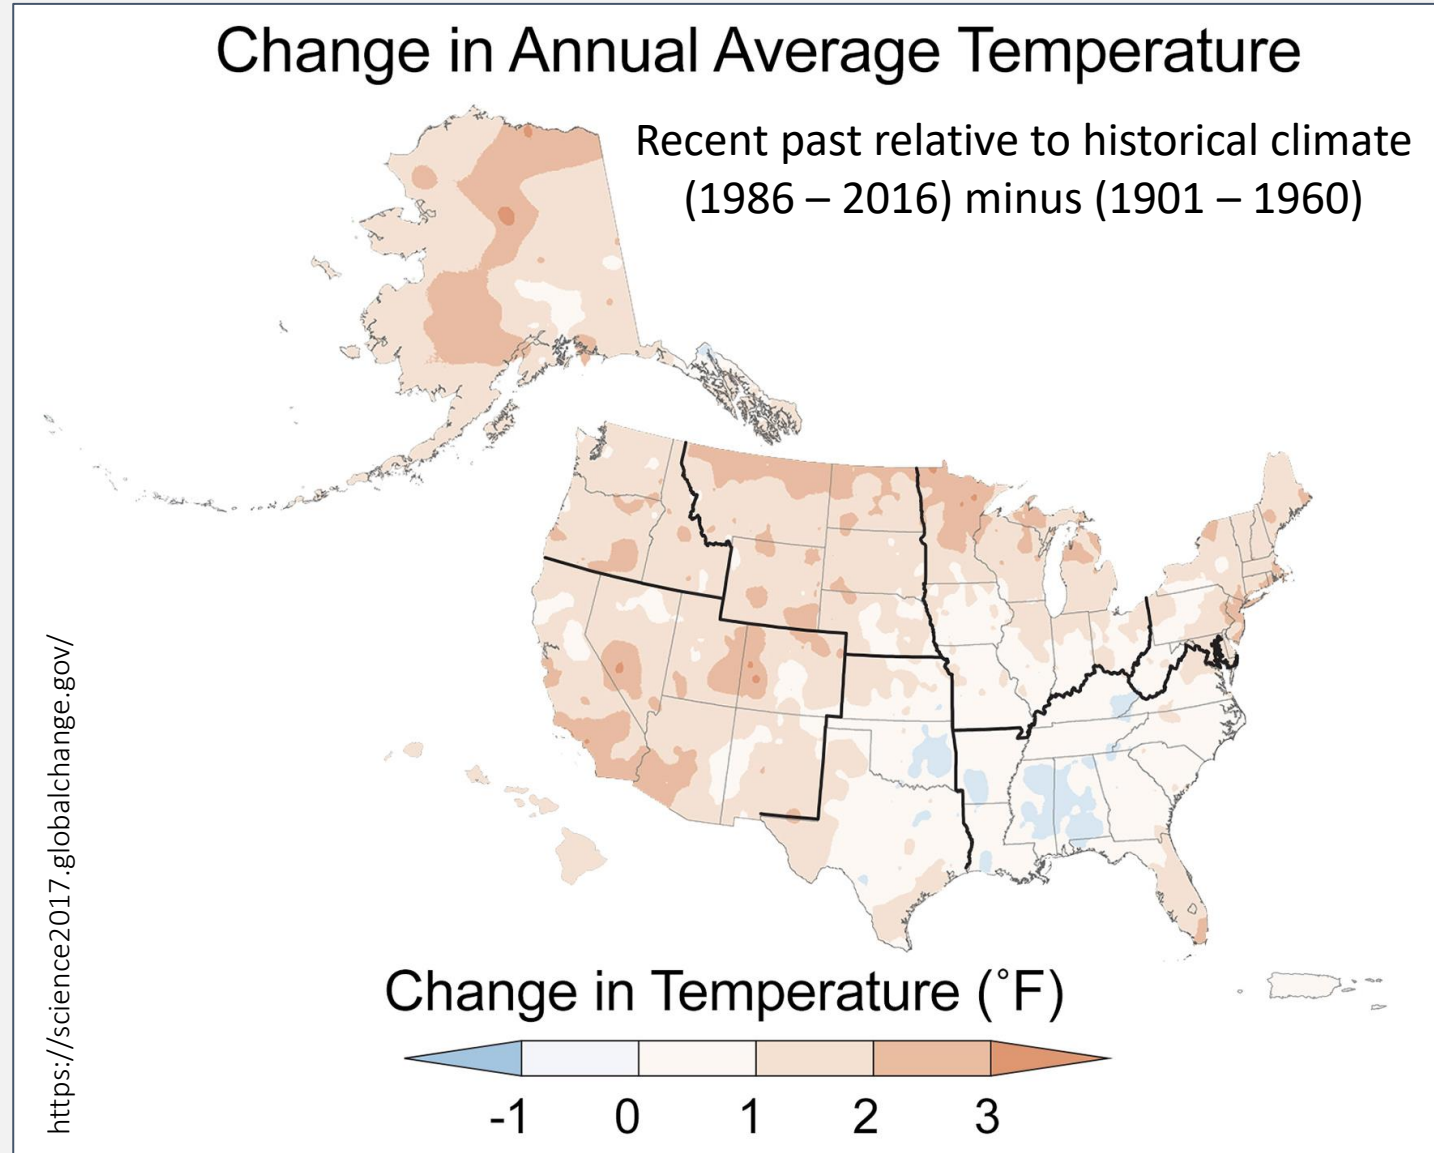 Change in Annual Average Temperature
Recent past relative to historical climate
(1986 – 2016) minus (1901 – 1960)
https://science2017.globalchange.gov/
Change in Temperature (˚F)
-1 0 1 2 3